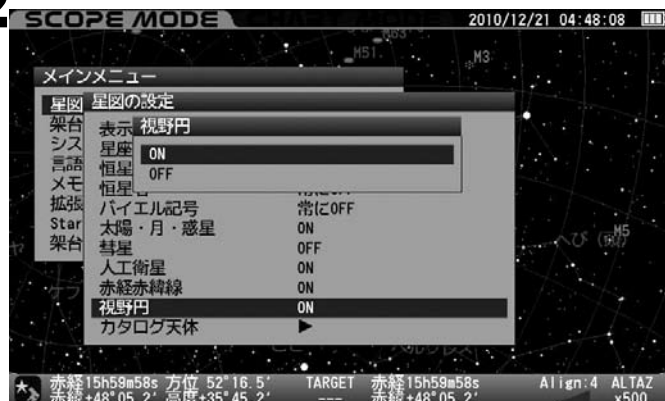 SCOPE MODE 2010/12/21 04:48:08
M51
M3
メインメニュー
星図 星図の設定
架台 表示 視野円
シス 星座 ON
言語 恒星 OFF
メモ
拡張 バイエル記号 常にOFF
Star 太陽・月・惑星 ON
架台 彗星 OFF
人工衛星 ON
赤経赤緯線 ON
視野円 ON
カタログ天体 ▶
M5
へび
赤経15h59m58s 方位 52°16.5' TARGET 赤経15h59m58s Align:4 ALTAZ
赤緯+48°05.2' 高度+35°45.2' --- 赤緯+48°05.2' x500